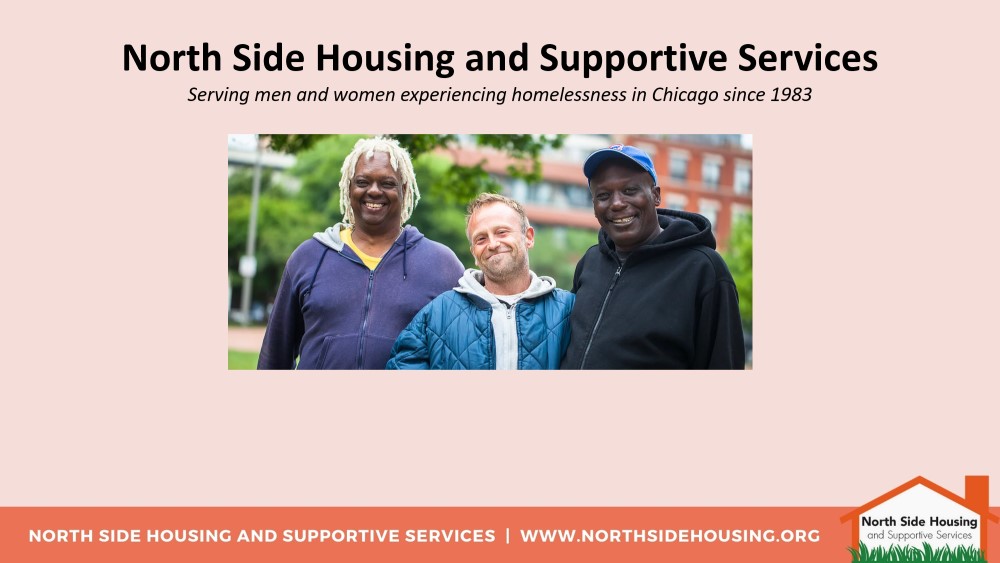 North Side Housing and Supportive Services
Serving men and women experiencing homelessness in Chicago since 1983
NORTH SIDE HOUSING AND SUPPORTIVE SERVICES | WWW.NORTHSIDEHOUSING.ORG
North Side Housing
and Supportive Services